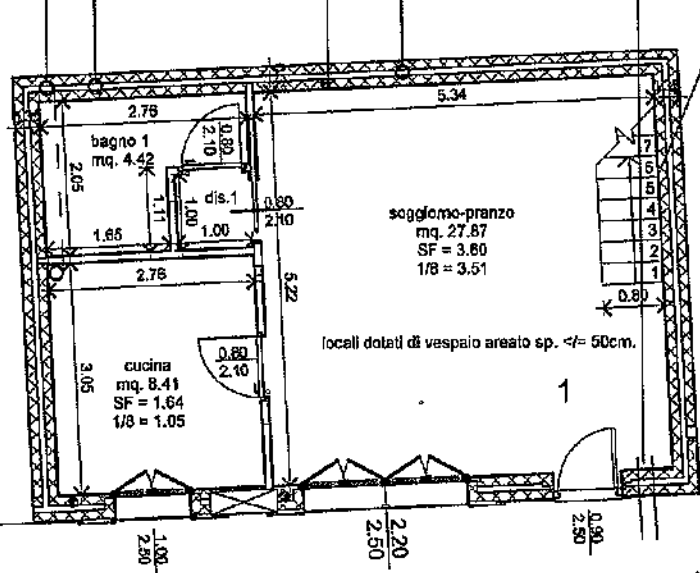 2.76
5.34
bagno 1
mq. 4.42
0.80
2.10
2.05
7
6
5
4
3
2
1
dis.1
1.00
1.11
0.80
2.10
1.65
1.00
soggiorno-pranzo
mq. 27.87
SF = 3.60
1/8 = 3.51
2.76
5.22
0.80
locali dotati di vespaio areato sp. </= 50cm.
0.80
2.10
3.05
cucina
mq. 8.41
SF = 1.64
1/8 = 1.05
1
1.00
2.50
2.20
2.50
0.90
2.50